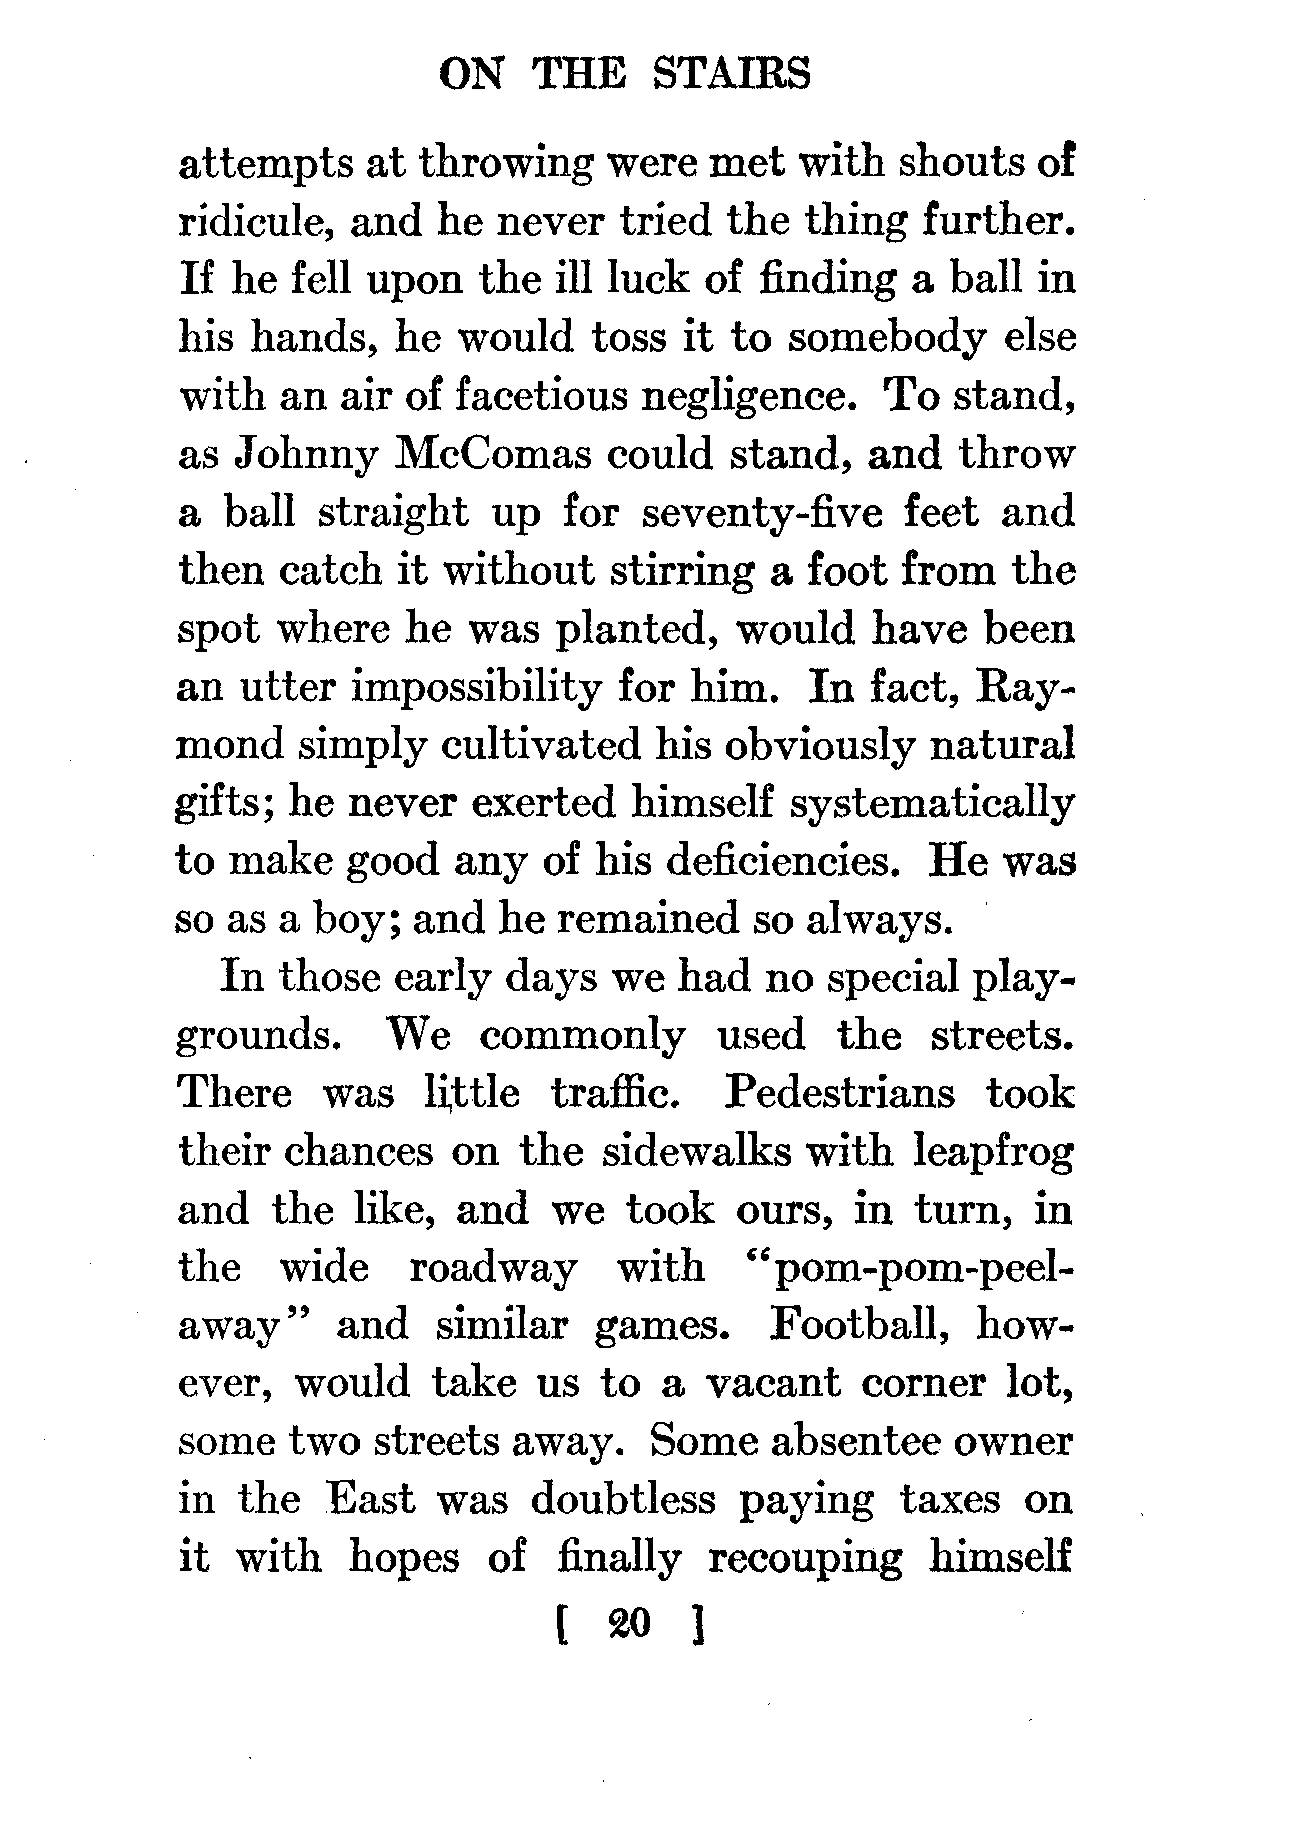 ON THE STAIRS
attempts at throwing were met with shouts of
ridicule, and he never tried the thing further.
If he fell upon the ill luck of finding a ball in
his hands, he would toss it to somebody else
with an air of facetious negligence. To stand,
as Johnny McComas could stand, and throw
a ball straight up for seventy-five feet and
then catch it without stirring a foot from the
spot where he was planted, would have been
an utter impossibility for him. In fact, Ray-
mond simply cultivated his obviously natural
gifts; he never exerted himself systematically
to make good any of his deficiencies. He was
so as a boy; and he remained so always.
In those early days we had no special play-
grounds. We commonly used the streets.
There was little traffic. Pedestrians took
their chances on the sidewalks with leapfrog
and the like, and we took ours, in turn, in
the wide roadway with “pom-pom-peel-
away” and similar games. Football, how-
ever, would take us to a vacant corner lot,
some two streets away. Some absentee owner
in the East was doubtless paying taxes on
it with hopes of finally recouping himself
[ 20 ]